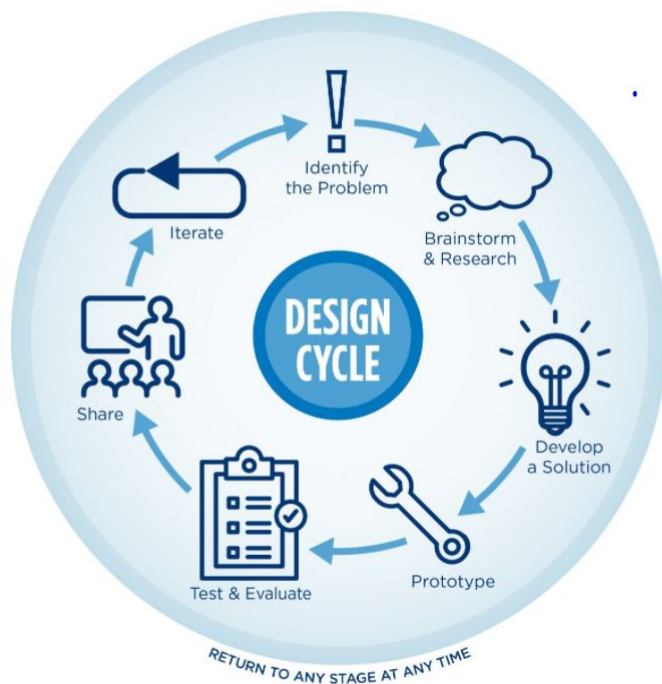 Identify
the Problem
Brainstorm
& Research
Develop
a Solution
Prototype
Test & Evaluate
Share
Iterate
DESIGN
CYCLE
RETURN TO ANY STAGE AT ANY TIME